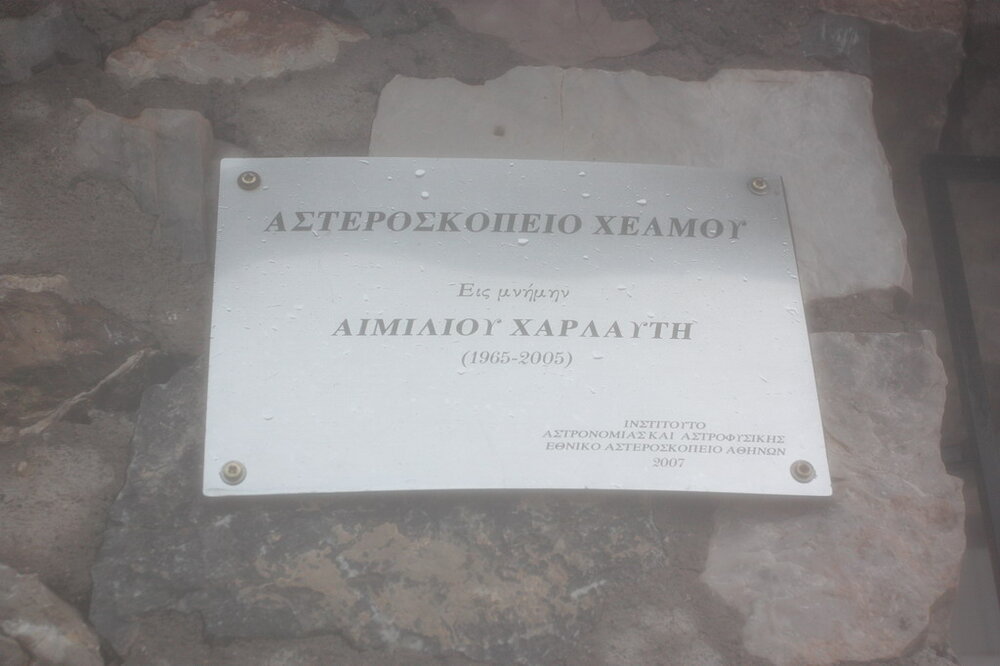 ΑΣΤΕΡΟΣΚΟΠΕΙΟ ΧΕΛΜΟΥ
Εις μνήμην
ΑΙΜΙΛΙΟΥ ΧΑΡΛΑΥΤΗ
(1965-2005)
ΙΝΣΤΙΤΟΥΤΟ
ΑΣΤΡΟΝΟΜΙΑΣ ΚΑΙ ΑΣΤΡΟΦΥΣΙΚΗΣ
ΕΘΝΙΚΟ ΑΣΤΕΡΟΣΚΟΠΕΙΟ ΑΘΗΝΩΝ
2007